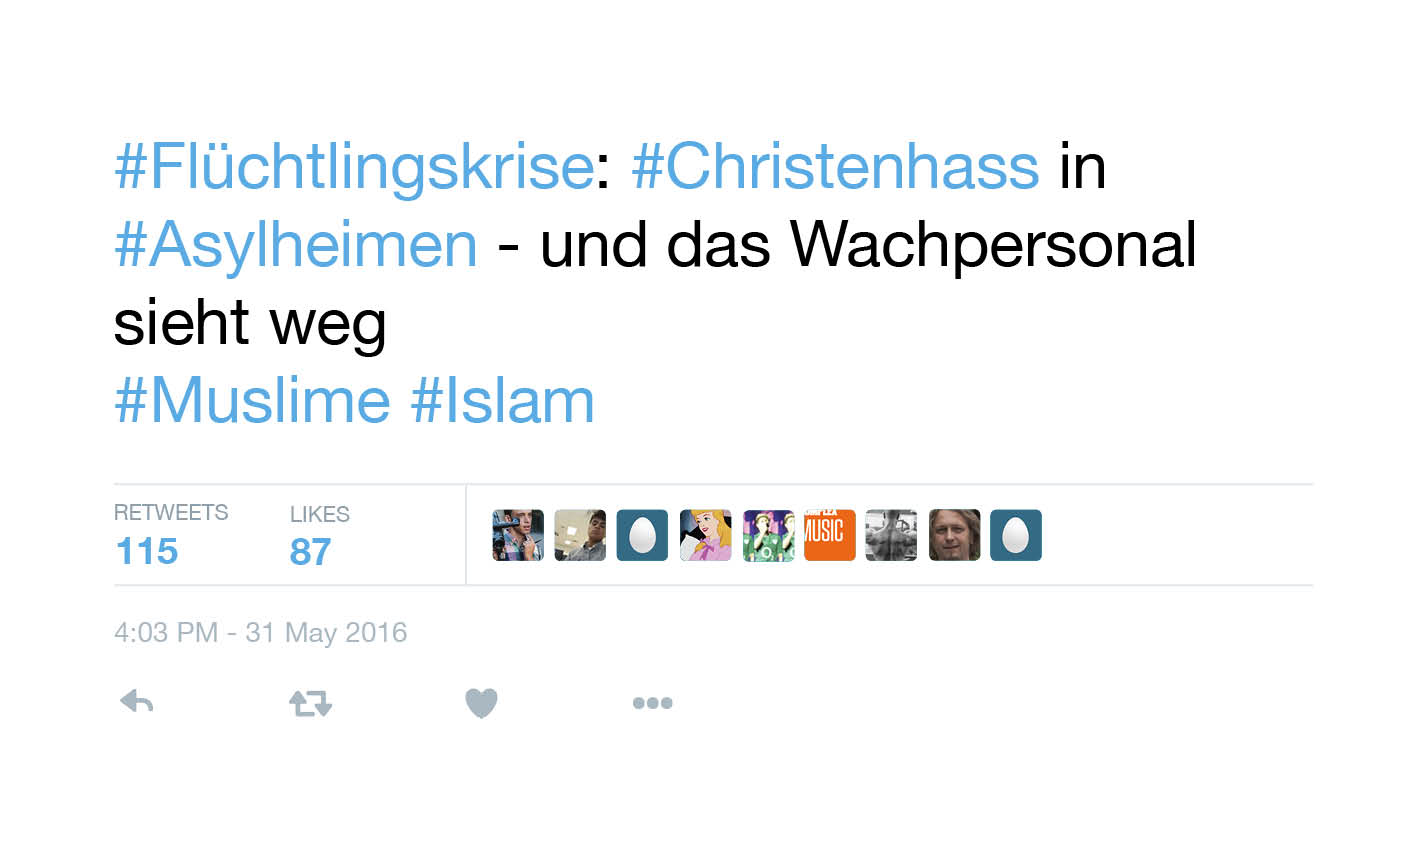 #Flüchtlingskrise: #Christenhass in
#Asylheimen - und das Wachpersonal
sieht weg
#Muslime #Islam
RETWEETS LIKES
115 87
MUSIC
4:03 PM - 31 May 2016